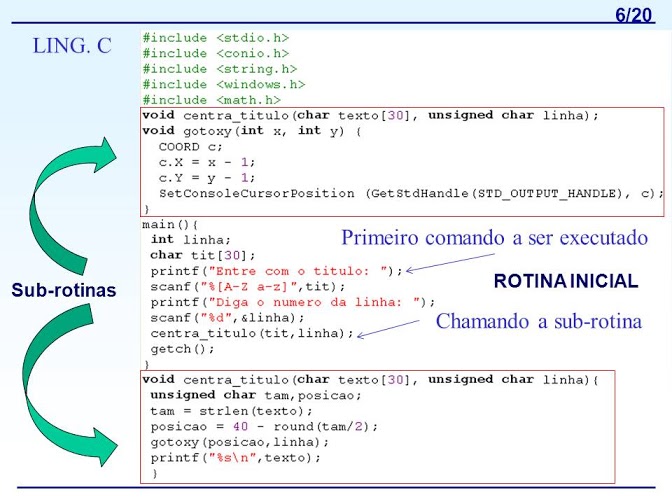 6/20
LING. C
#include <stdio.h>
#include <conio.h>
#include <string.h>
#include <windows.h>
#include <math.h>
void centra_titulo(char texto[30], unsigned char linha);
void gotoxy(int x, int y) {
COORD c;
c.X = x - 1;
c.Y = y - 1;
SetConsoleCursorPosition (GetStdHandle(STD_OUTPUT_HANDLE), c);
}
main(){
int linha;
char tit[30];
printf("Entre com o titulo: ");
scanf("%[A-Z a-z]",tit);
printf("Diga o numero da linha: ");
scanf("%d",&linha);
centra_titulo(tit,linha);
getch();
}
Primeiro comando a ser executado
ROTINA INICIAL
Chamando a sub-rotina
Sub-rotinas
void centra_titulo(char texto[30], unsigned char linha){
unsigned char tam,posicao;
tam = strlen(texto);
posicao = 40 - round(tam/2);
gotoxy(posicao,linha);
printf("%s\n",texto);
}